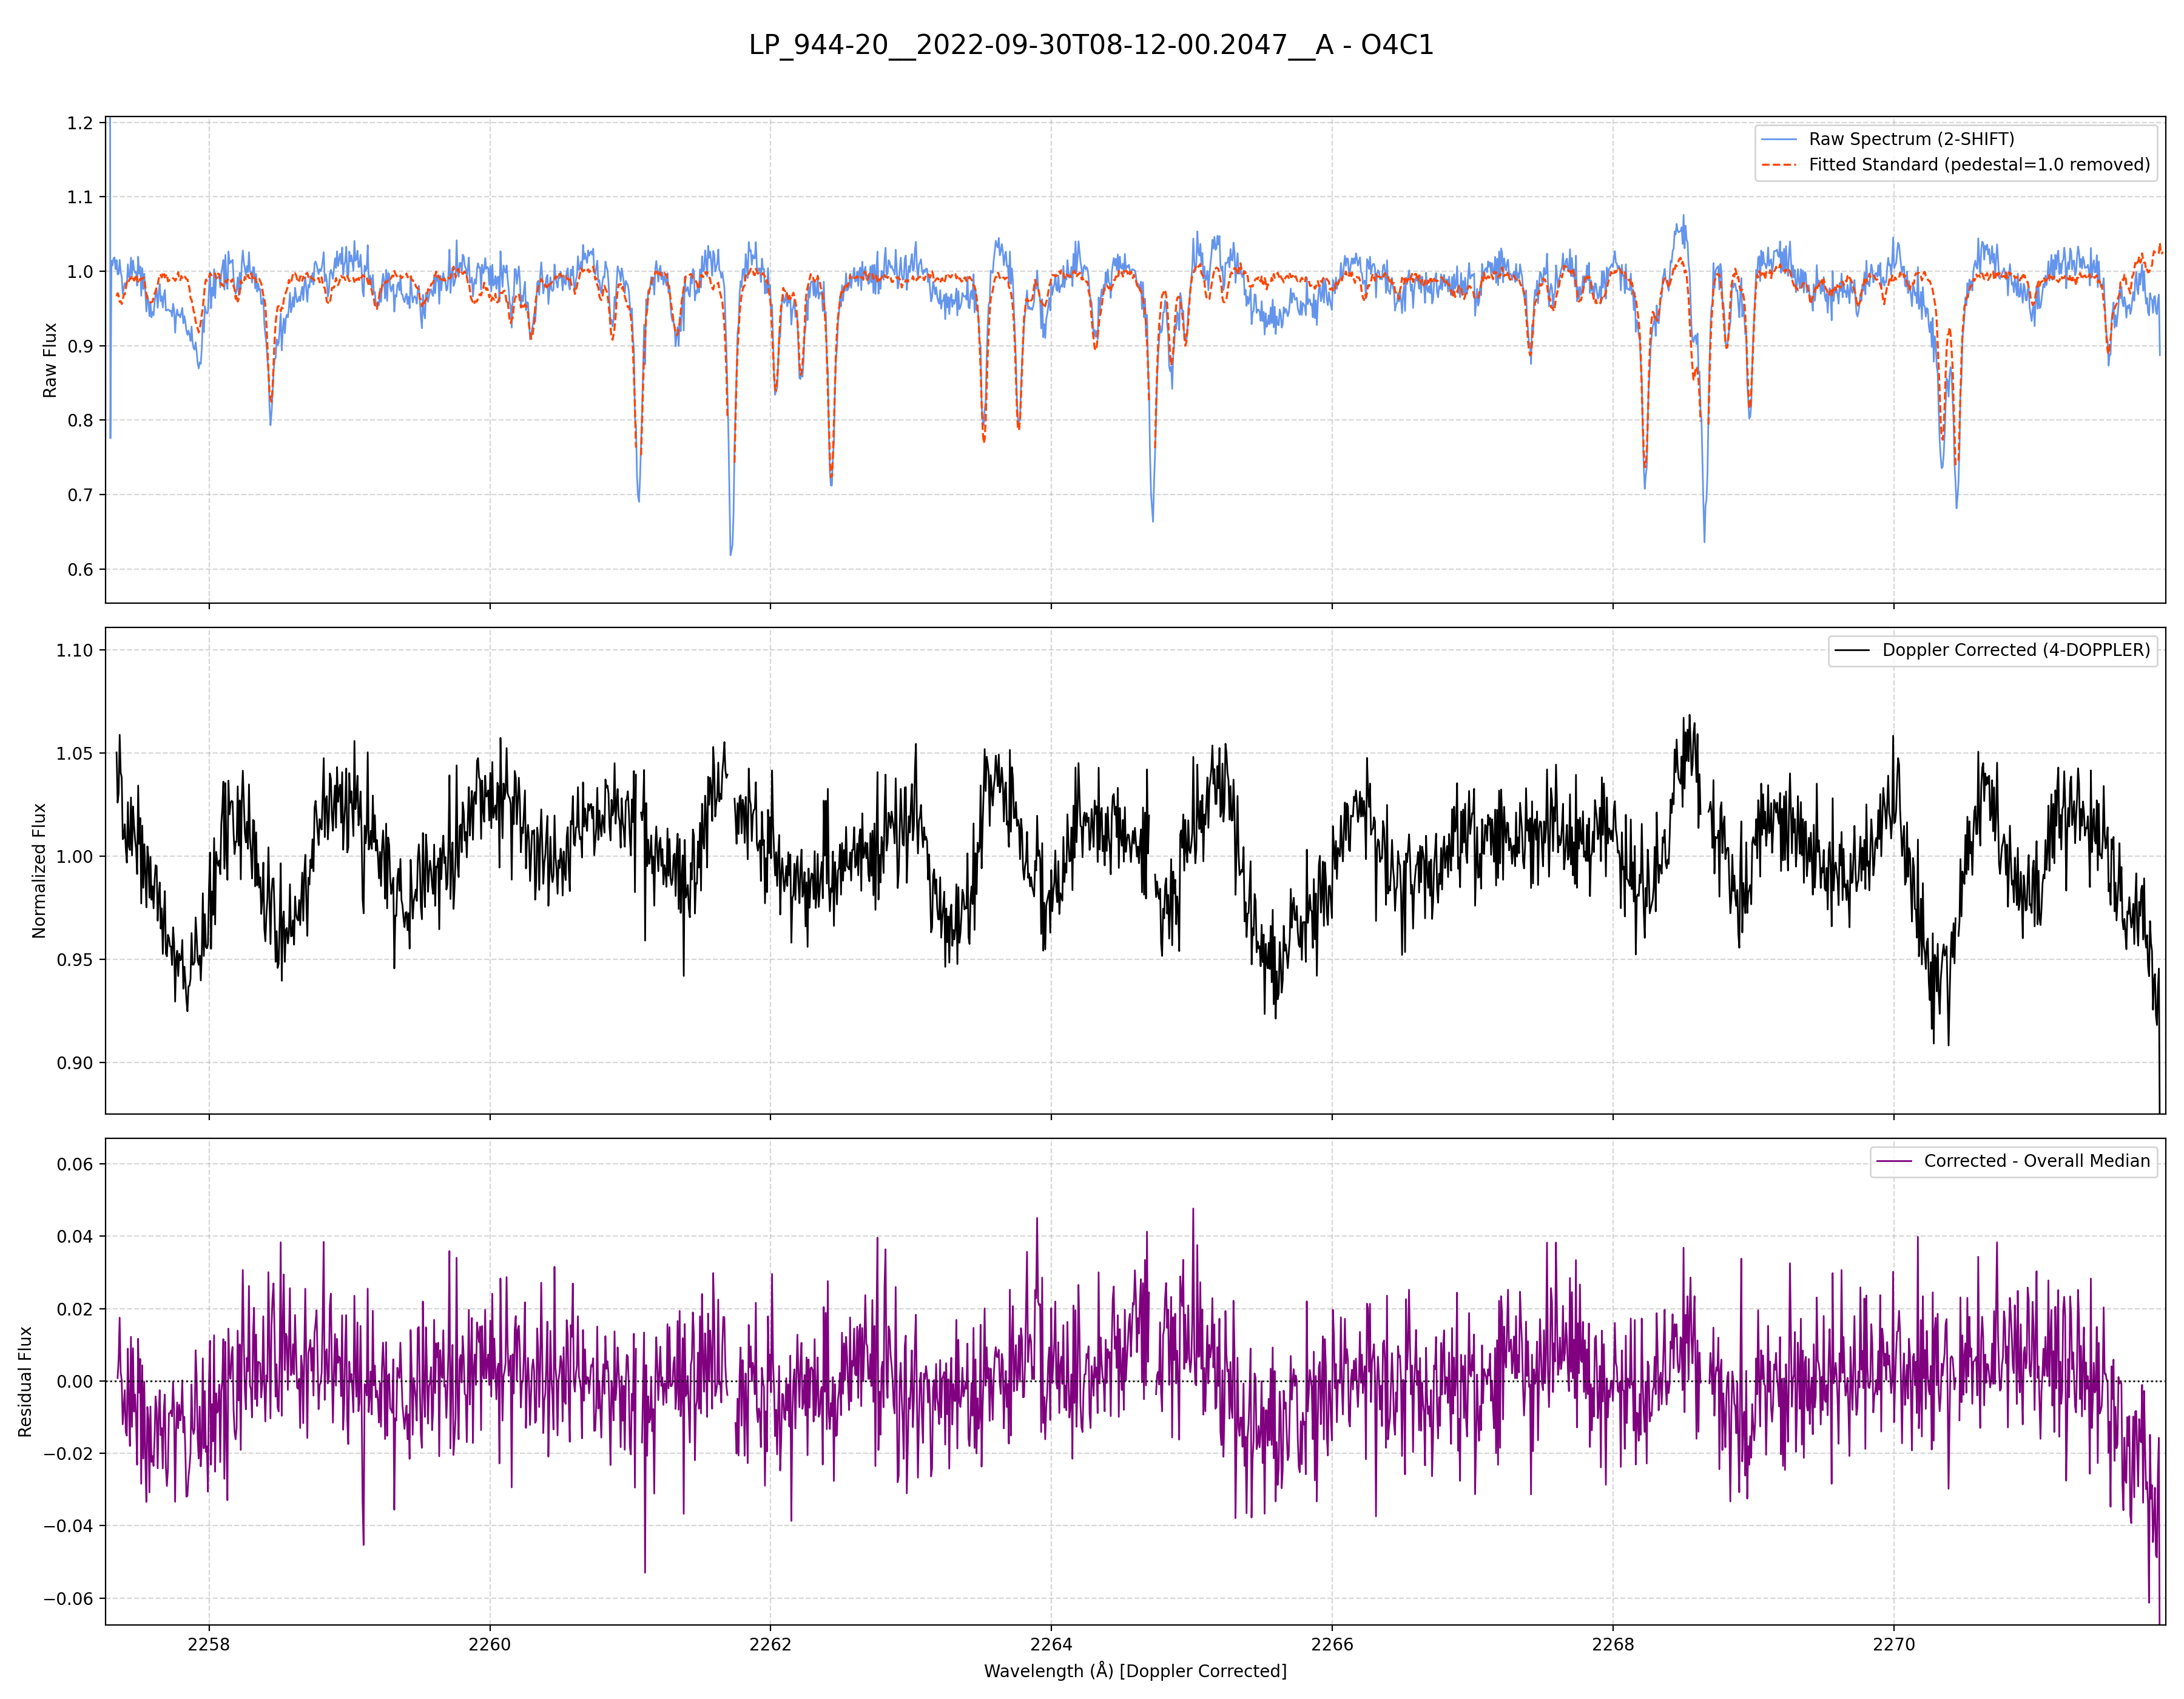 LP_944-20__2022-09-30T08-12-00.2047__A - O4C1
Raw Flux
1.2
1.1
1.0
0.9
0.8
0.7
0.6
Raw Spectrum (2-SHIFT)
Fitted Standard (pedestal=1.0 removed)
Normalized Flux
1.10
1.05
1.00
0.95
0.90
Doppler Corrected (4-DOPPLER)
Residual Flux
0.06
0.04
0.02
0.00
−0.02
−0.04
−0.06
Corrected - Overall Median
2258 2260 2262 2264 2266 2268 2270
Wavelength (Å) [Doppler Corrected]